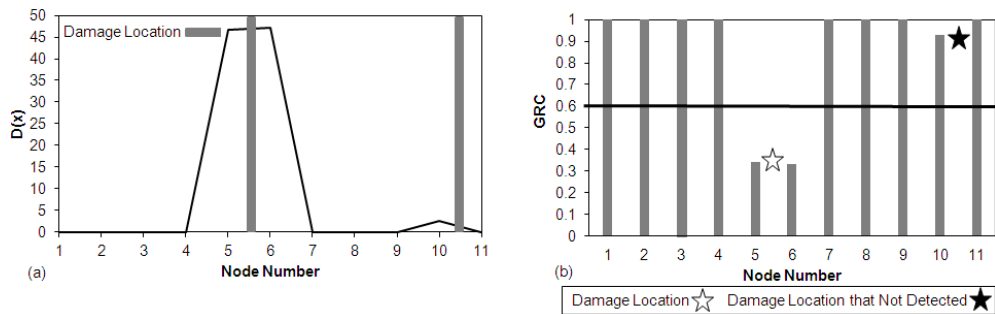 50
45
40
35
30
25
20
15
10
5
0
D(x)
Damage Location
1 2 3 4 5 6 7 8 9 10 11
Node Number
(a)
1
0.9
0.8
0.7
0.6
0.5
0.4
0.3
0.2
0.1
0
GRC
1 2 3 4 5 6 7 8 9 10 11
Node Number
(b)
Damage Location Damage Location that Not Detected